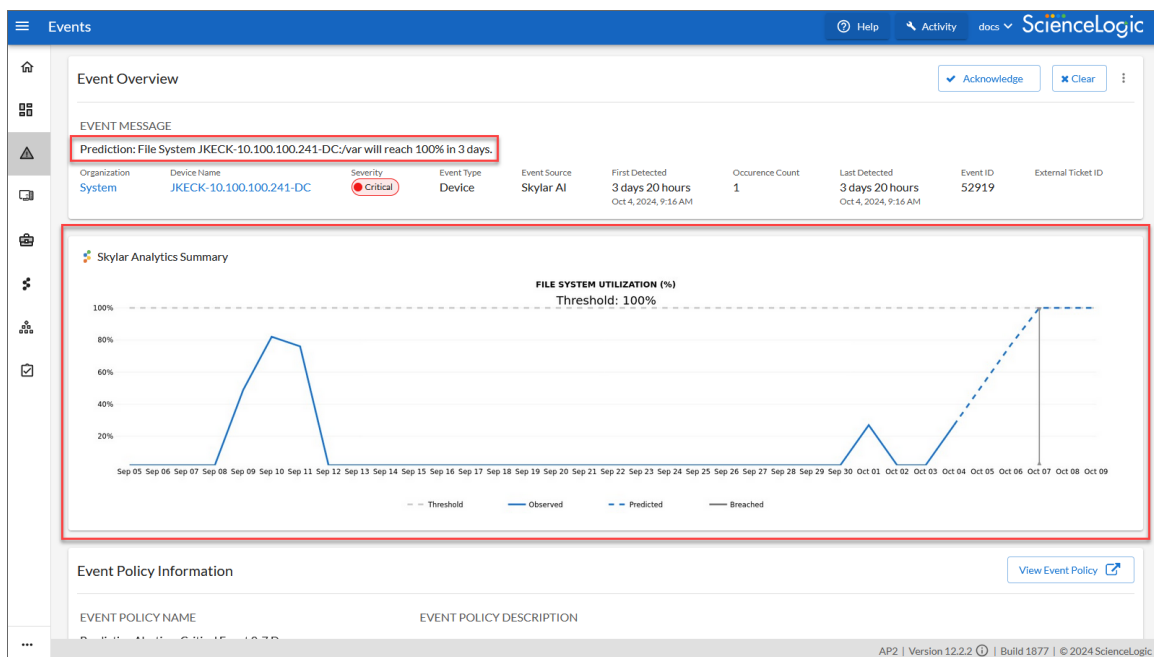 Events
Help
Activity
docs
ScienceLogic
Event Overview
Acknowledge
Clear
EVENT MESSAGE
Prediction: File System JKECK-10.100.100.241-DC:/var will reach 100% in 3 days.
Organization Device Name Severity Event Type Event Source First Detected Occurence Count Last Detected Event ID External Ticket ID
System JKECK-10.100.100.241-DC Critical Device Skylar AI 3 days 20 hours 1 3 days 20 hours 52919
Oct 4, 2024, 9:16 AM Oct 4, 2024, 9:16 AM
Skylar Analytics Summary
FILE SYSTEM UTILIZATION (%)
Threshold: 100%
100%
80%
60%
40%
20%
Sep 05 Sep 06 Sep 07 Sep 08 Sep 09 Sep 10 Sep 11 Sep 12 Sep 13 Sep 14 Sep 15 Sep 16 Sep 17 Sep 18 Sep 19 Sep 20 Sep 21 Sep 22 Sep 23 Sep 24 Sep 25 Sep 26 Sep 27 Sep 28 Sep 29 Sep 30 Oct 01 Oct 02 Oct 03 Oct 04 Oct 05 Oct 06 Oct 07 Oct 08 Oct 09
Threshold Observed Predicted Breached
Event Policy Information
View Event Policy
EVENT POLICY NAME EVENT POLICY DESCRIPTION
AP2 | Version 12.2.2 | Build 1877 | © 2024 ScienceLogic